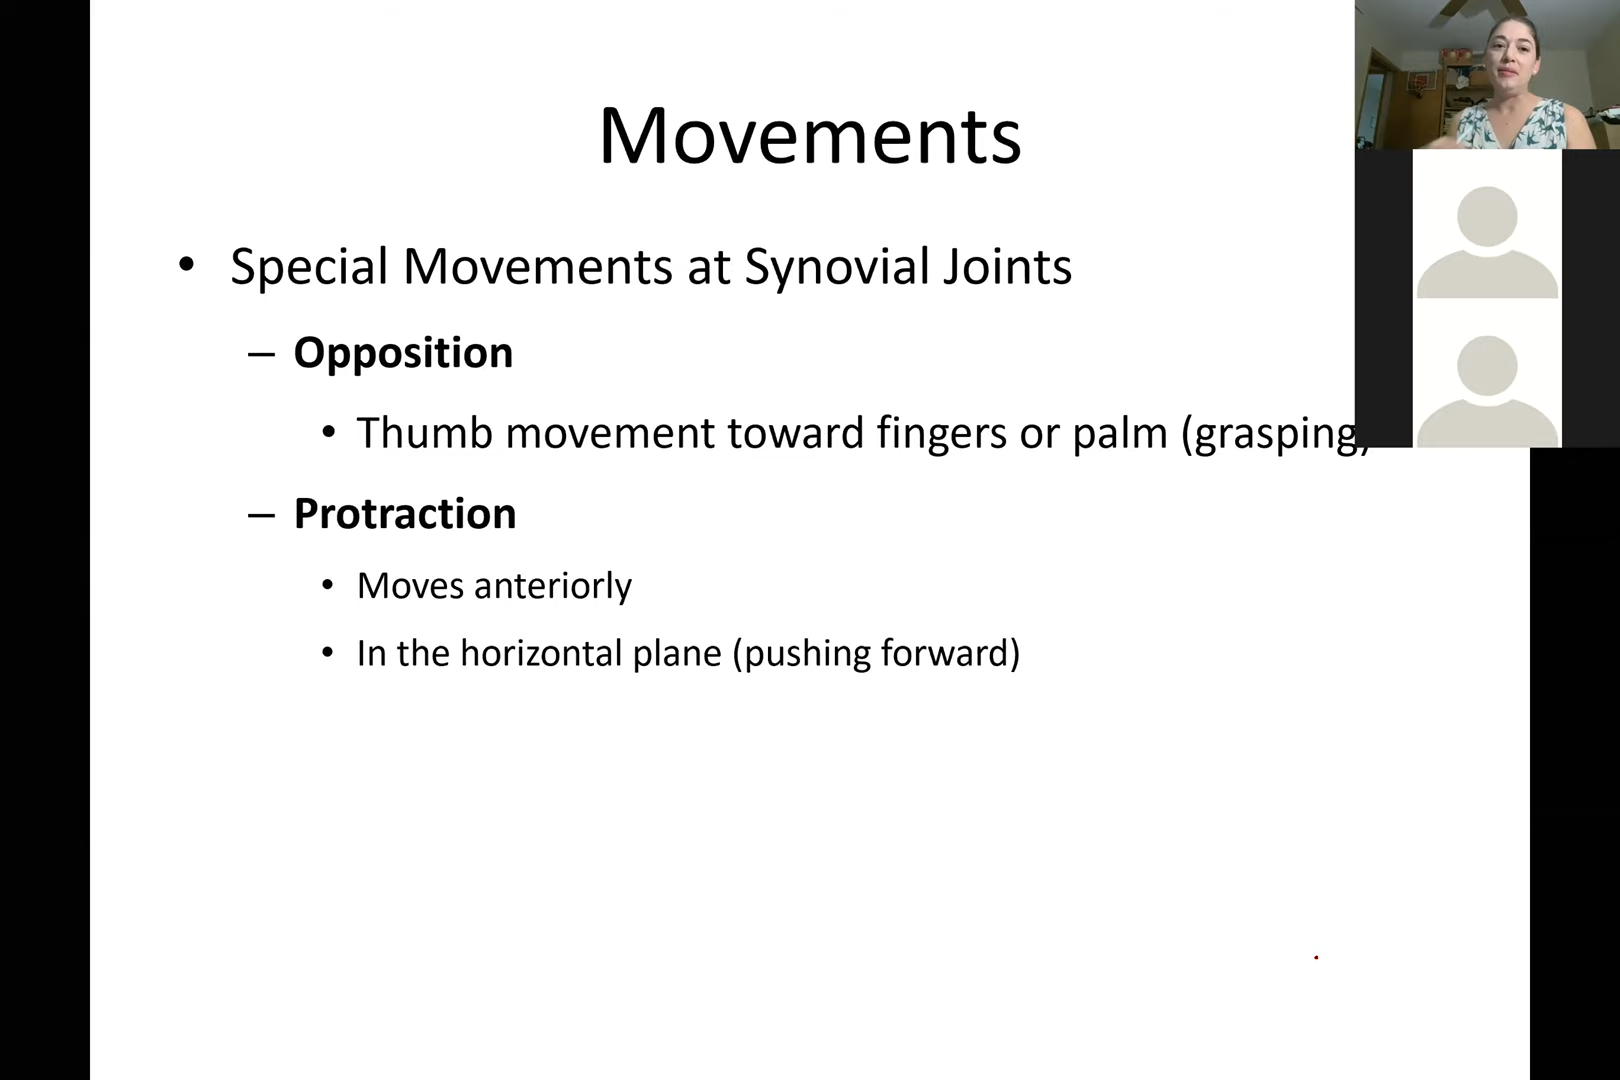 Movements
• Special Movements at Synovial Joints
– Opposition
• Thumb movement toward fingers or palm (grasping)
– Protraction
• Moves anteriorly
• In the horizontal plane (pushing forward)